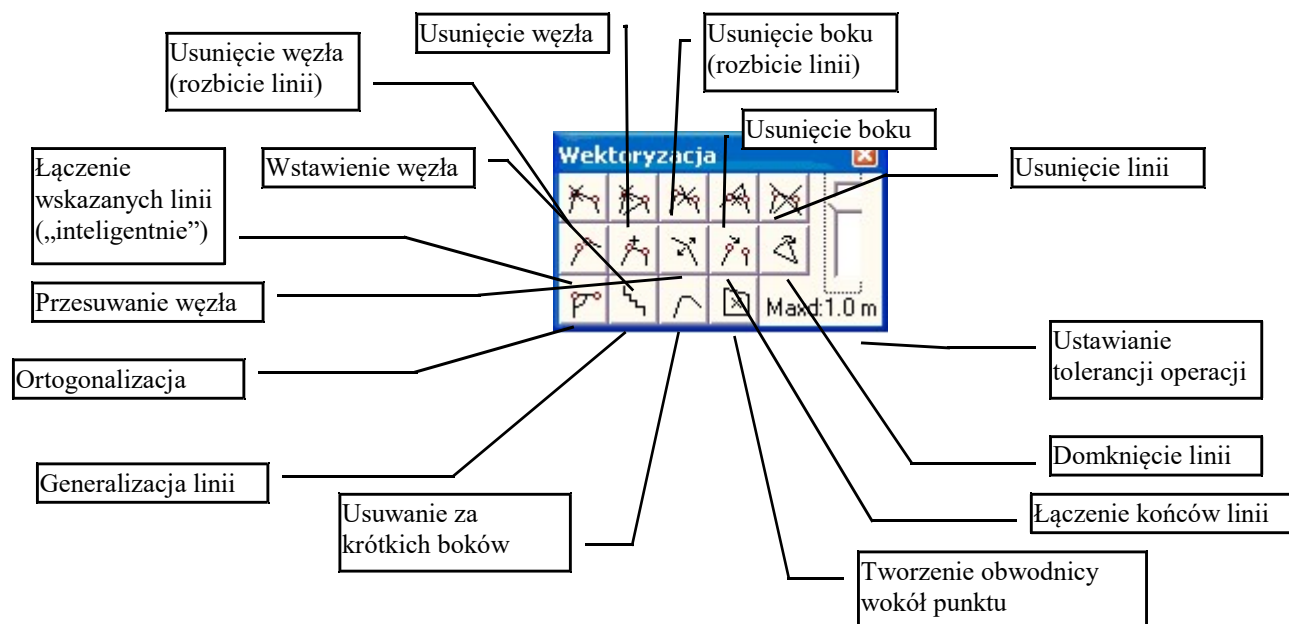 Usunięcie węzła
Usunięcie boku
(rozbicie linii)
Usunięcie węzła
(rozbicie linii)
Usunięcie boku
Wektoryzacja
Łączenie
wskazanych linii
(„inteligentnie”)
Wstawienie węzła
Usunięcie linii
Przesuwanie węzła
Maxd:1.0 m
Ortogonalizacja
Ustawianie
tolerancji operacji
Generalizacja linii
Domknięcie linii
Usuwanie za
krótkich boków
Łączenie końców linii
Tworzenie obwodnicy
wokół punktu